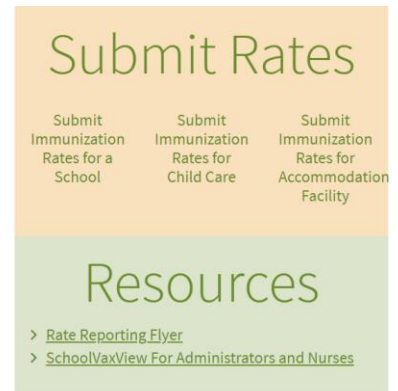 Submit Rates
Submit
Immunization
Rates for a
School
Submit
Immunization
Rates for
Child Care
Submit
Immunization
Rates for
Accommodation
Facility
Resources
> Rate Reporting Flyer
> SchoolVaxView For Administrators and Nurses